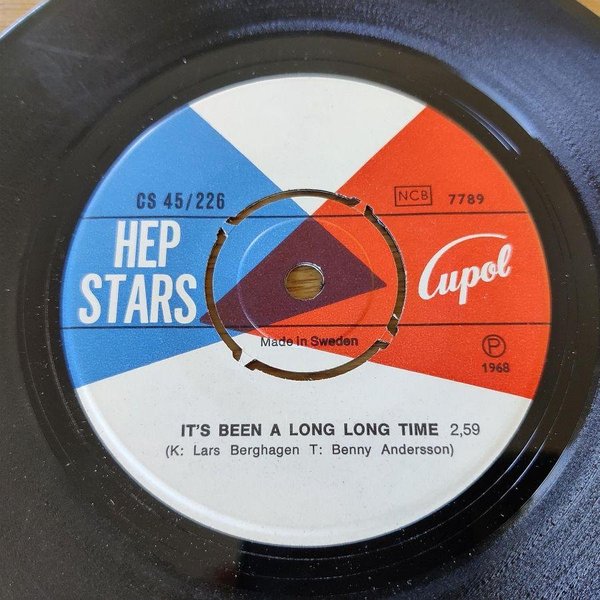 CS 45/226
NCB 7789
HEP
STARS
Cupol
Made in Sweden
P
1968
IT'S BEEN A LONG LONG TIME 2,59
(K: Lars Berghagen T: Benny Andersson)